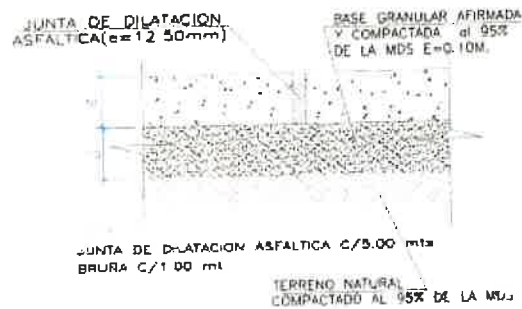 JUNTA DE DILATACION
ASFALTICA(e=12.50mm)
BASE GRANULAR AFIRMADA
Y COMPACTADA al 95%
DE LA MDS E=0.10M.
JUNTA DE DILATACION ASFALTICA C/5.00 mts
BRUÑA C/1.00 mt
TERRENO NATURAL
COMPACTADO AL 95% DE LA MDS